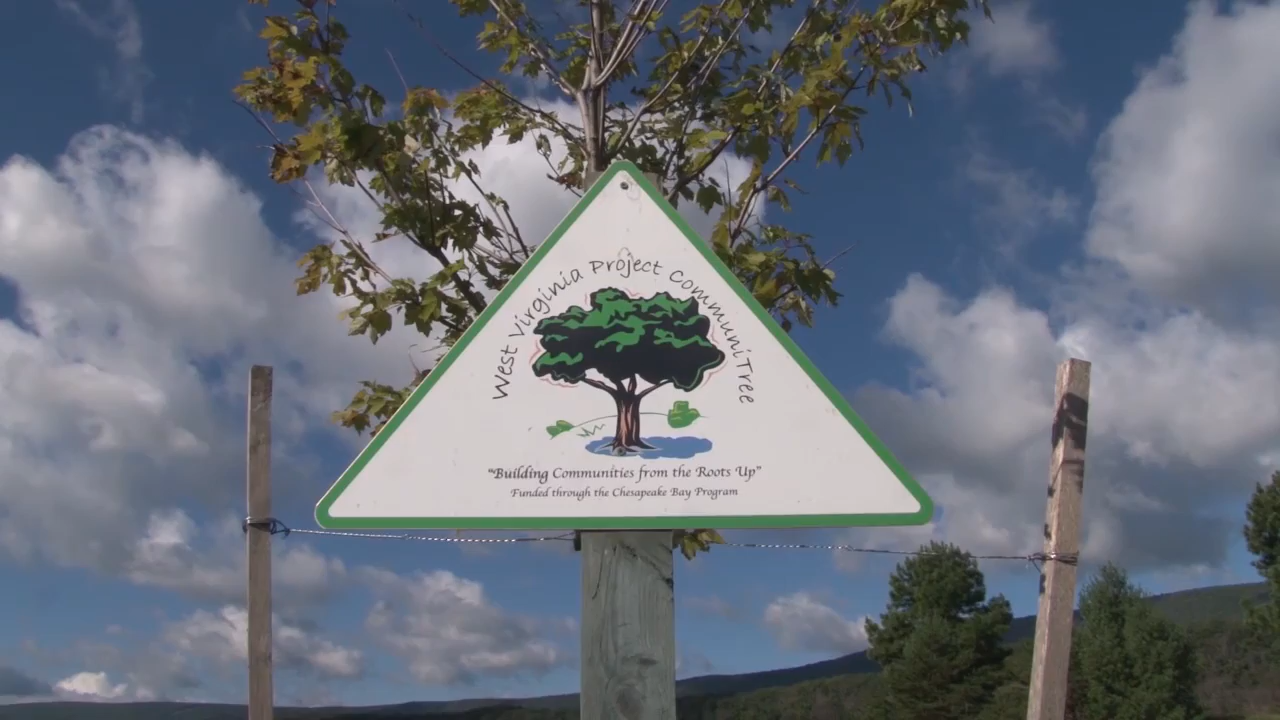 West Virginia Project CommuniTree
"Building Communities from the Roots Up"
Funded through the Chesapeake Bay Program